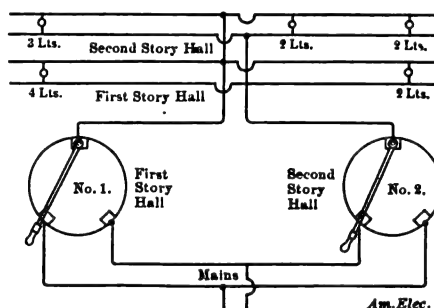 3 Lts.
Second Story Hall
2 Lts.
2 Lts.
4 Lts.
First Story Hall
2 Lts.
No. 1.
First
Story
Hall
Second
Story
Hall
No. 2.
Mains
Am. Elec.